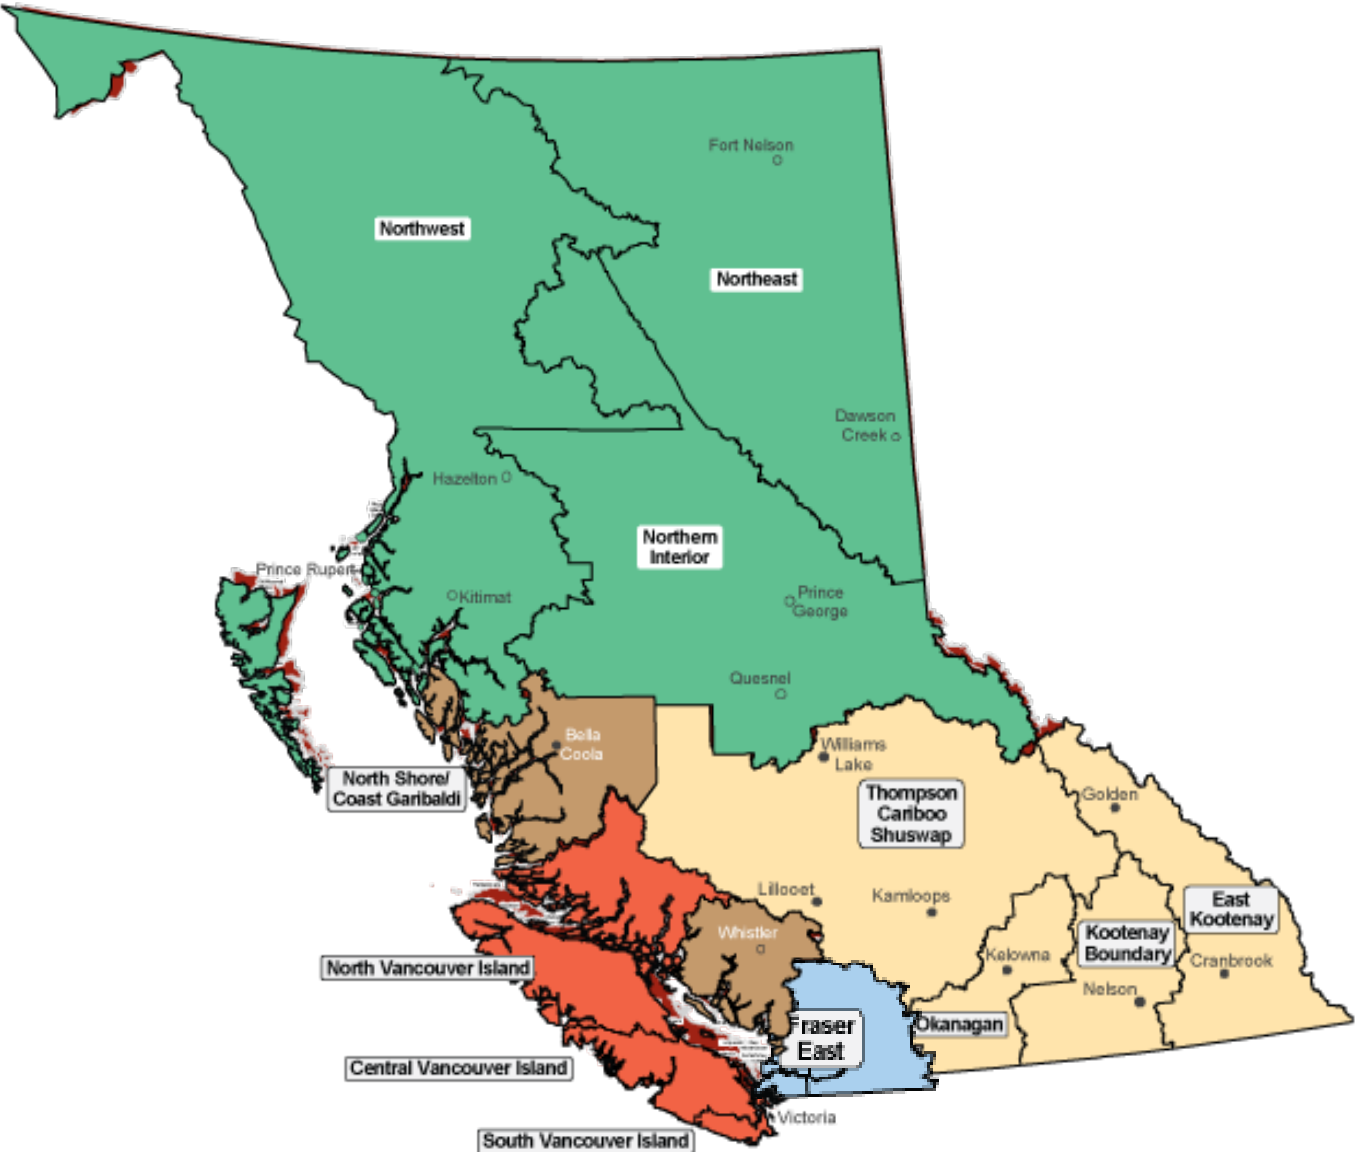 Fort Nelson
Northwest
Northeast
Dawson
Creek
Hazelton
Northern
Interior
Prince Rupert
Kitimat
Prince
George
Quesnel
Bella
Coola
Williams
Lake
North Shore/
Coast Garibaldi
Thompson
Cariboo
Shuswap
Golden
Lillooet
Kamloops
East
Kootenay
Whistler
Kootenay
Boundary
Kelowna
North Vancouver Island
Cranbrook
Nelson
Fraser
East
Okanagan
Central Vancouver Island
Victoria
South Vancouver Island